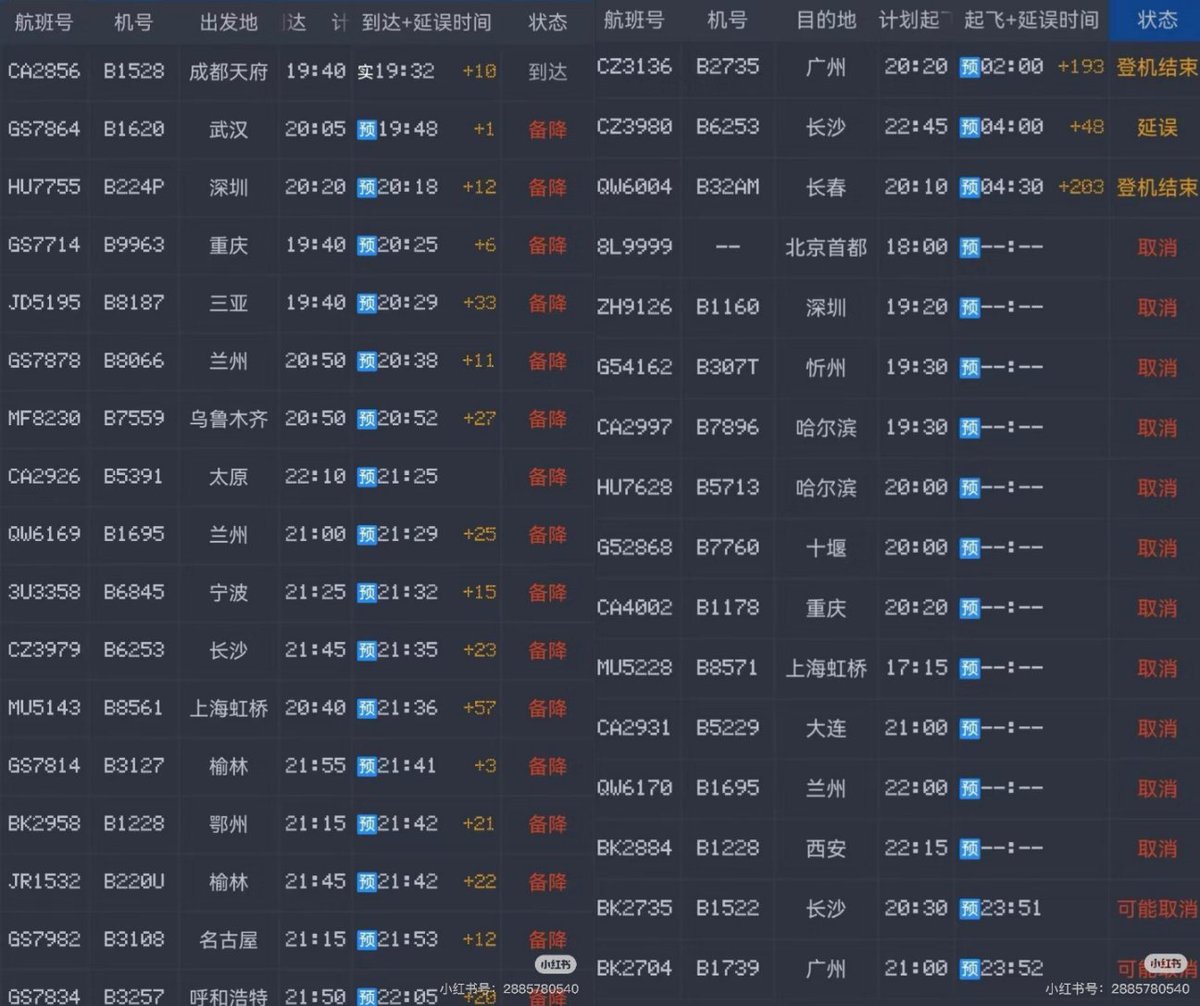 航班号 机号 出发地 达 计 到达+延误时间 状态
CA2856 B1528 成都天府 19:40 实19:32 +10 到达
GS7864 B1620 武汉 20:05 预19:48 +1 备降
HU7755 B224P 深圳 20:20 预20:18 +12 备降
GS7714 B9963 重庆 19:40 预20:25 +6 备降
JD5195 B8187 三亚 19:40 预20:29 +33 备降
GS7878 B8066 兰州 20:50 预20:38 +11 备降
MF8230 B7559 乌鲁木齐 20:50 预20:52 +27 备降
CA2926 B5391 太原 22:10 预21:25 备降
QW6169 B1695 兰州 21:00 预21:29 +25 备降
3U3358 B6845 宁波 21:25 预21:32 +15 备降
CZ3979 B6253 长沙 21:45 预21:35 +23 备降
MU5143 B8561 上海虹桥 20:40 预21:36 +57 备降
GS7814 B3127 榆林 21:55 预21:41 +3 备降
BK2958 B1228 鄂州 21:15 预21:42 +21 备降
JR1532 B220U 榆林 21:45 预21:42 +22 备降
GS7982 B3108 名古屋 21:15 预21:53 +12 备降
GS7834 B3257 呼和浩特 21:50 预22:05 +20 备降
小红书
小红书号：2885780540
航班号 机号 目的地 计划起飞 起飞+延误时间 状态
CZ3136 B2735 广州 20:20 预02:00 +193 登机结束
CZ3980 B6253 长沙 22:45 预04:00 +48 延误
QW6004 B32AM 长春 20:10 预04:30 +203 登机结束
8L9999 -- 北京首都 18:00 预--:-- 取消
ZH9126 B1160 深圳 19:20 预--:-- 取消
G54162 B307T 忻州 19:30 预--:-- 取消
CA2997 B7896 哈尔滨 19:30 预--:-- 取消
HU7628 B5713 哈尔滨 20:00 预--:-- 取消
G52868 B7760 十堰 20:00 预--:-- 取消
CA4002 B1178 重庆 20:20 预--:-- 取消
MU5228 B8571 上海虹桥 17:15 预--:-- 取消
CA2931 B5229 大连 21:00 预--:-- 取消
QW6170 B1695 兰州 22:00 预--:-- 取消
BK2884 B1228 西安 22:15 预--:-- 取消
BK2735 B1522 长沙 20:30 预23:51 可能取消
BK2704 B1739 广州 21:00 预23:52 可能取消
小红书
小红书号：2885780540